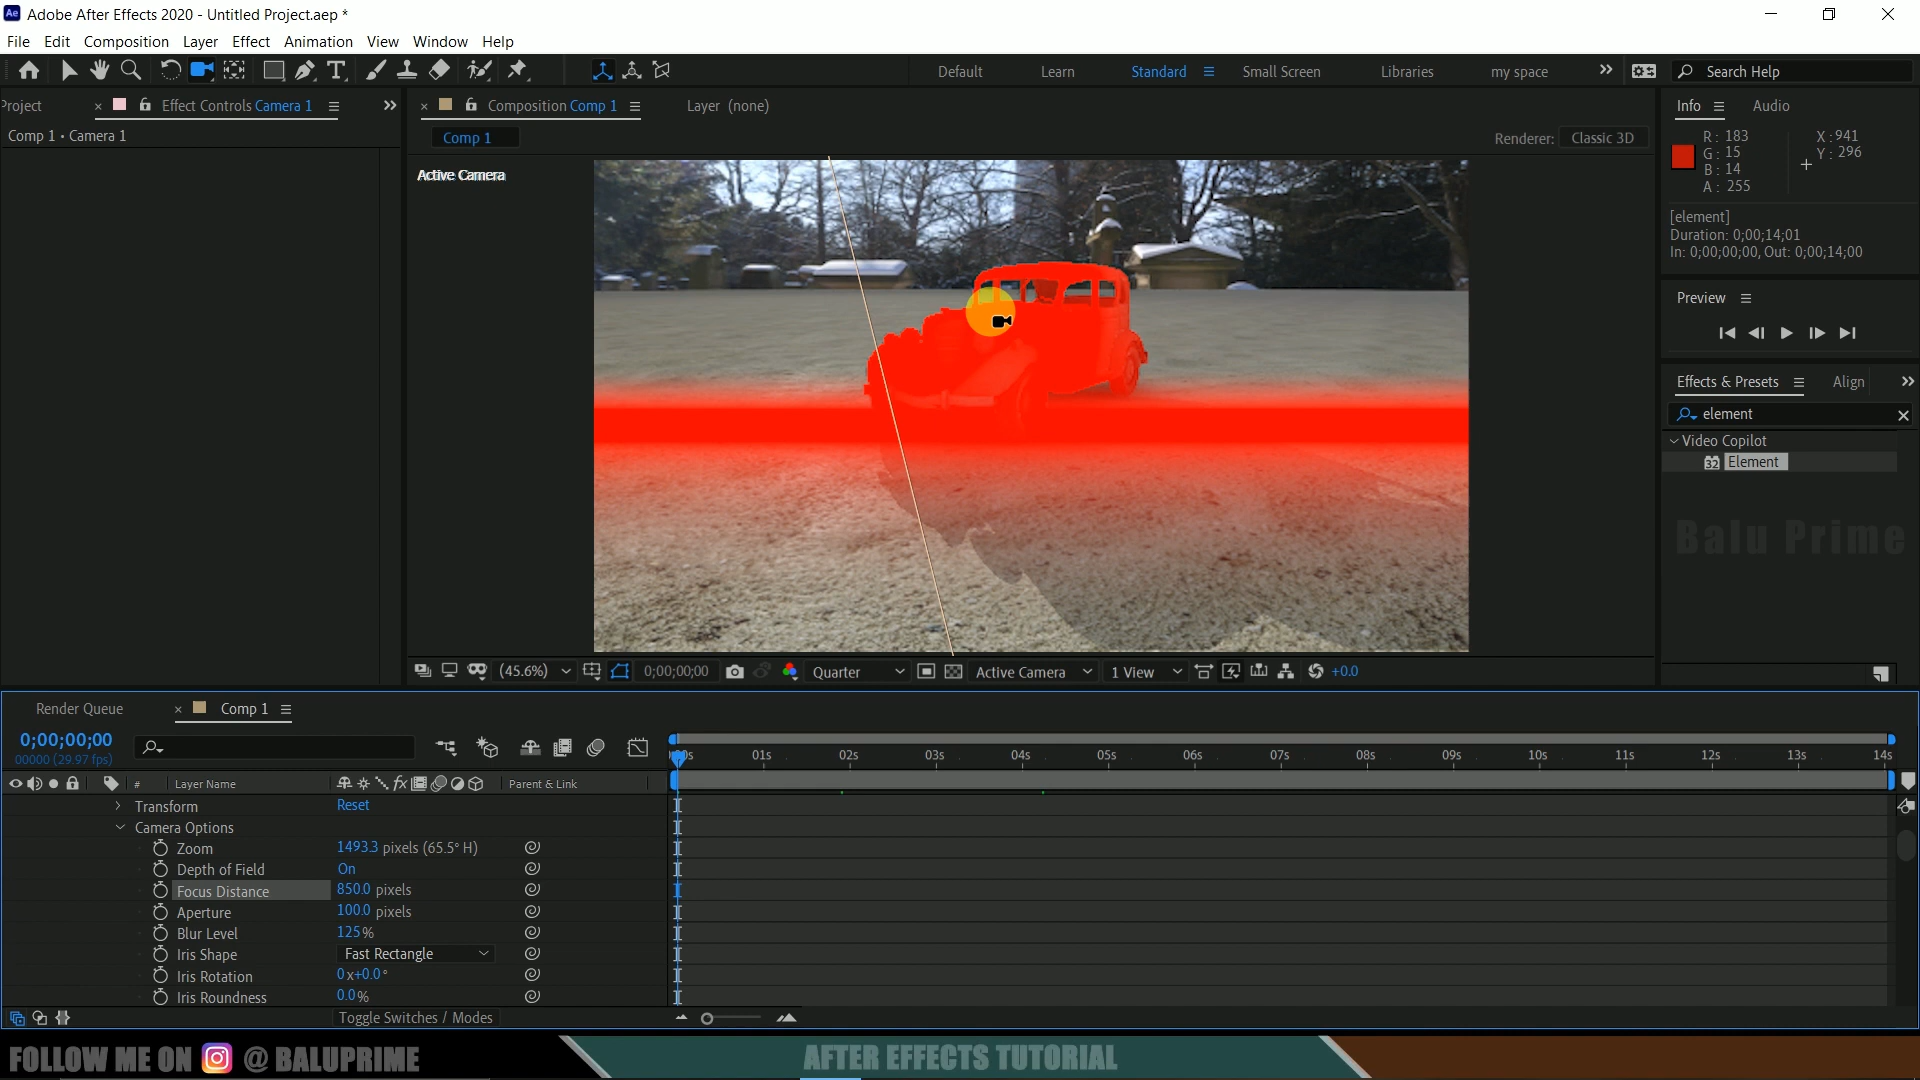 Ae Adobe After Effects 2020 - Untitled Project.aep *
File Edit Composition Layer Effect Animation View Window Help
Default Learn Standard Small Screen Libraries my space Search Help
Project Effect Controls Camera 1
Composition Comp 1 Layer (none)
Info Audio
Comp 1 • Camera 1
Comp 1
Renderer: Classic 3D
Active Camera
R: 183
G: 15
B: 14
A: 255
X: 941
Y: 296
[element]
Duration: 0;00;14;01
In: 0;00;00;00, Out: 0;00;14;00
Preview
Effects & Presets Align
element
Video Copilot
32 Element
Balu Prime
(45.6%) 0;00;00;00 Quarter Active Camera 1 View +0.0
Render Queue Comp 1
0;00;00;00
00000 (29.97 fps)
01s 02s 03s 04s 05s 06s 07s 08s 09s 10s 11s 12s 13s 14s
# Layer Name fx Parent & Link
Transform Reset
Camera Options
Zoom 1493.3 pixels (65.5° H)
Depth of Field On
Focus Distance 850.0 pixels
Aperture 100.0 pixels
Blur Level 125%
Iris Shape Fast Rectangle
Iris Rotation 0x+0.0°
Iris Roundness 0.0%
Toggle Switches / Modes
FOLLOW ME ON @ BALUPRIME
AFTER EFFECTS TUTORIAL